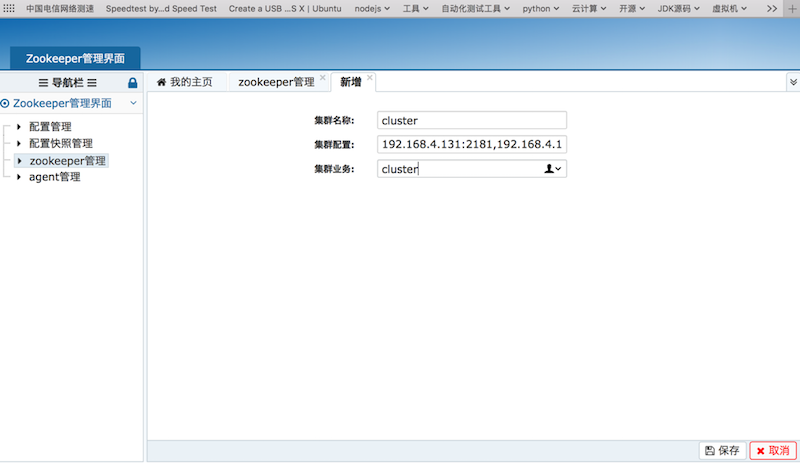 中国电信网络测速 Speedtest by...d Speed Test Create a USB ...S X | Ubuntu nodejs 工具 自动化测试工具 python 云计算 开源 JDK源码 虚拟机
Zookeeper管理界面
导航栏
我的主页 zookeeper管理 新增
Zookeeper管理界面
配置管理
配置快照管理
zookeeper管理
agent管理
集群名称: cluster
集群配置: 192.168.4.131:2181,192.168.4.1
集群业务: cluster
保存 取消